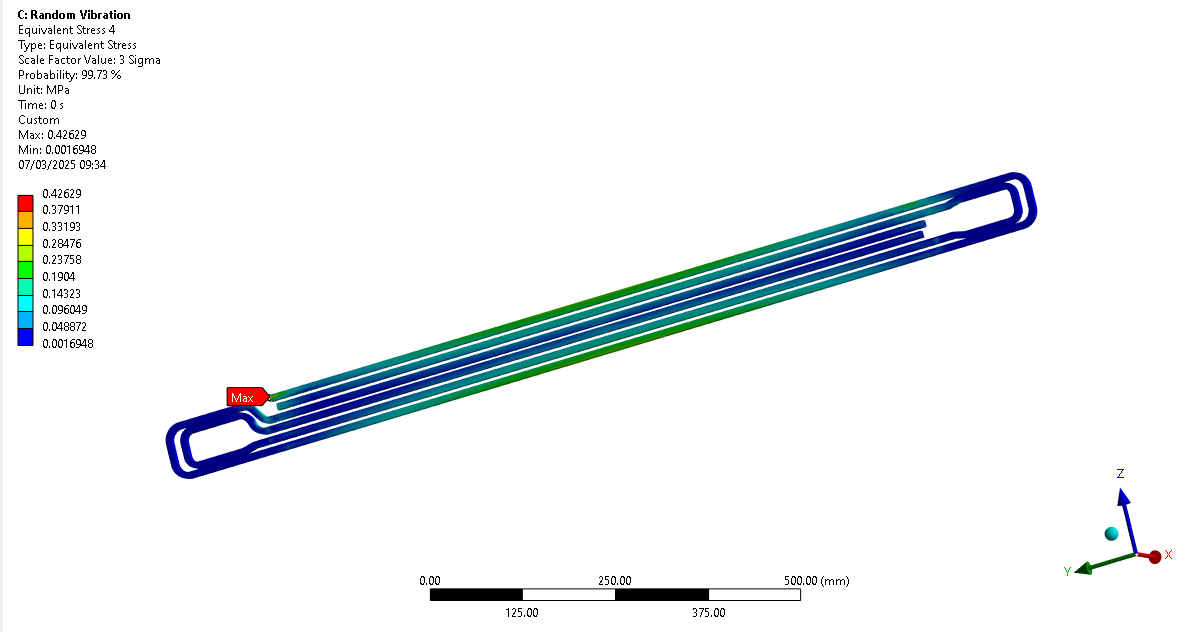 C: Random Vibration
Equivalent Stress 4
Type: Equivalent Stress
Scale Factor Value: 3 Sigma
Probability: 99.73 %
Unit: MPa
Time: 0 s
Custom
Max: 0.42629
Min: 0.0016948
07/03/2025 09:34
0.42629
0.37911
0.33193
0.28476
0.23758
0.1904
0.14323
0.096049
0.048872
0.0016948
Max
Z
X
Y
0.00 250.00 500.00 (mm)
125.00 375.00